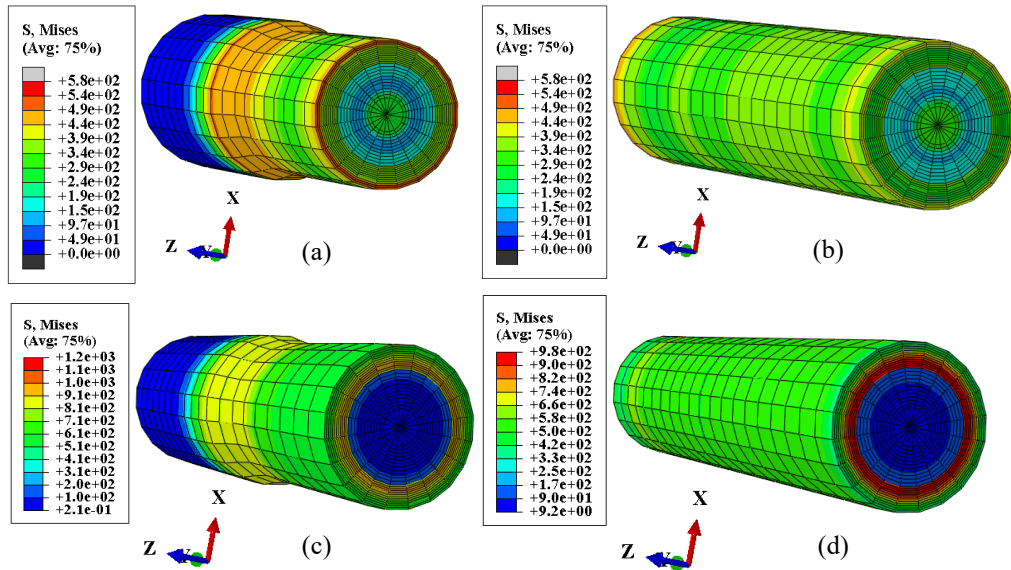 S, Mises
(Avg: 75%)
+5.8e+02
+5.4e+02
+4.9e+02
+4.4e+02
+3.9e+02
+3.4e+02
+2.9e+02
+2.4e+02
+1.9e+02
+1.5e+02
+9.7e+01
+4.9e+01
+0.0e+00
X
Z
Y
(a)
S, Mises
(Avg: 75%)
+5.8e+02
+5.4e+02
+4.9e+02
+4.4e+02
+3.9e+02
+3.4e+02
+2.9e+02
+2.4e+02
+1.9e+02
+1.5e+02
+9.7e+01
+4.9e+01
+0.0e+00
X
Z
Y
(b)
S, Mises
(Avg: 75%)
+1.2e+03
+1.1e+03
+1.0e+03
+9.1e+02
+8.1e+02
+7.1e+02
+6.1e+02
+5.1e+02
+4.1e+02
+3.1e+02
+2.0e+02
+1.0e+02
+2.1e-01
X
Z
Y
(c)
S, Mises
(Avg: 75%)
+9.8e+02
+9.0e+02
+8.2e+02
+7.4e+02
+6.6e+02
+5.8e+02
+5.0e+02
+4.2e+02
+3.3e+02
+2.5e+02
+1.7e+02
+9.0e+01
+9.2e+00
X
Z
Y
(d)